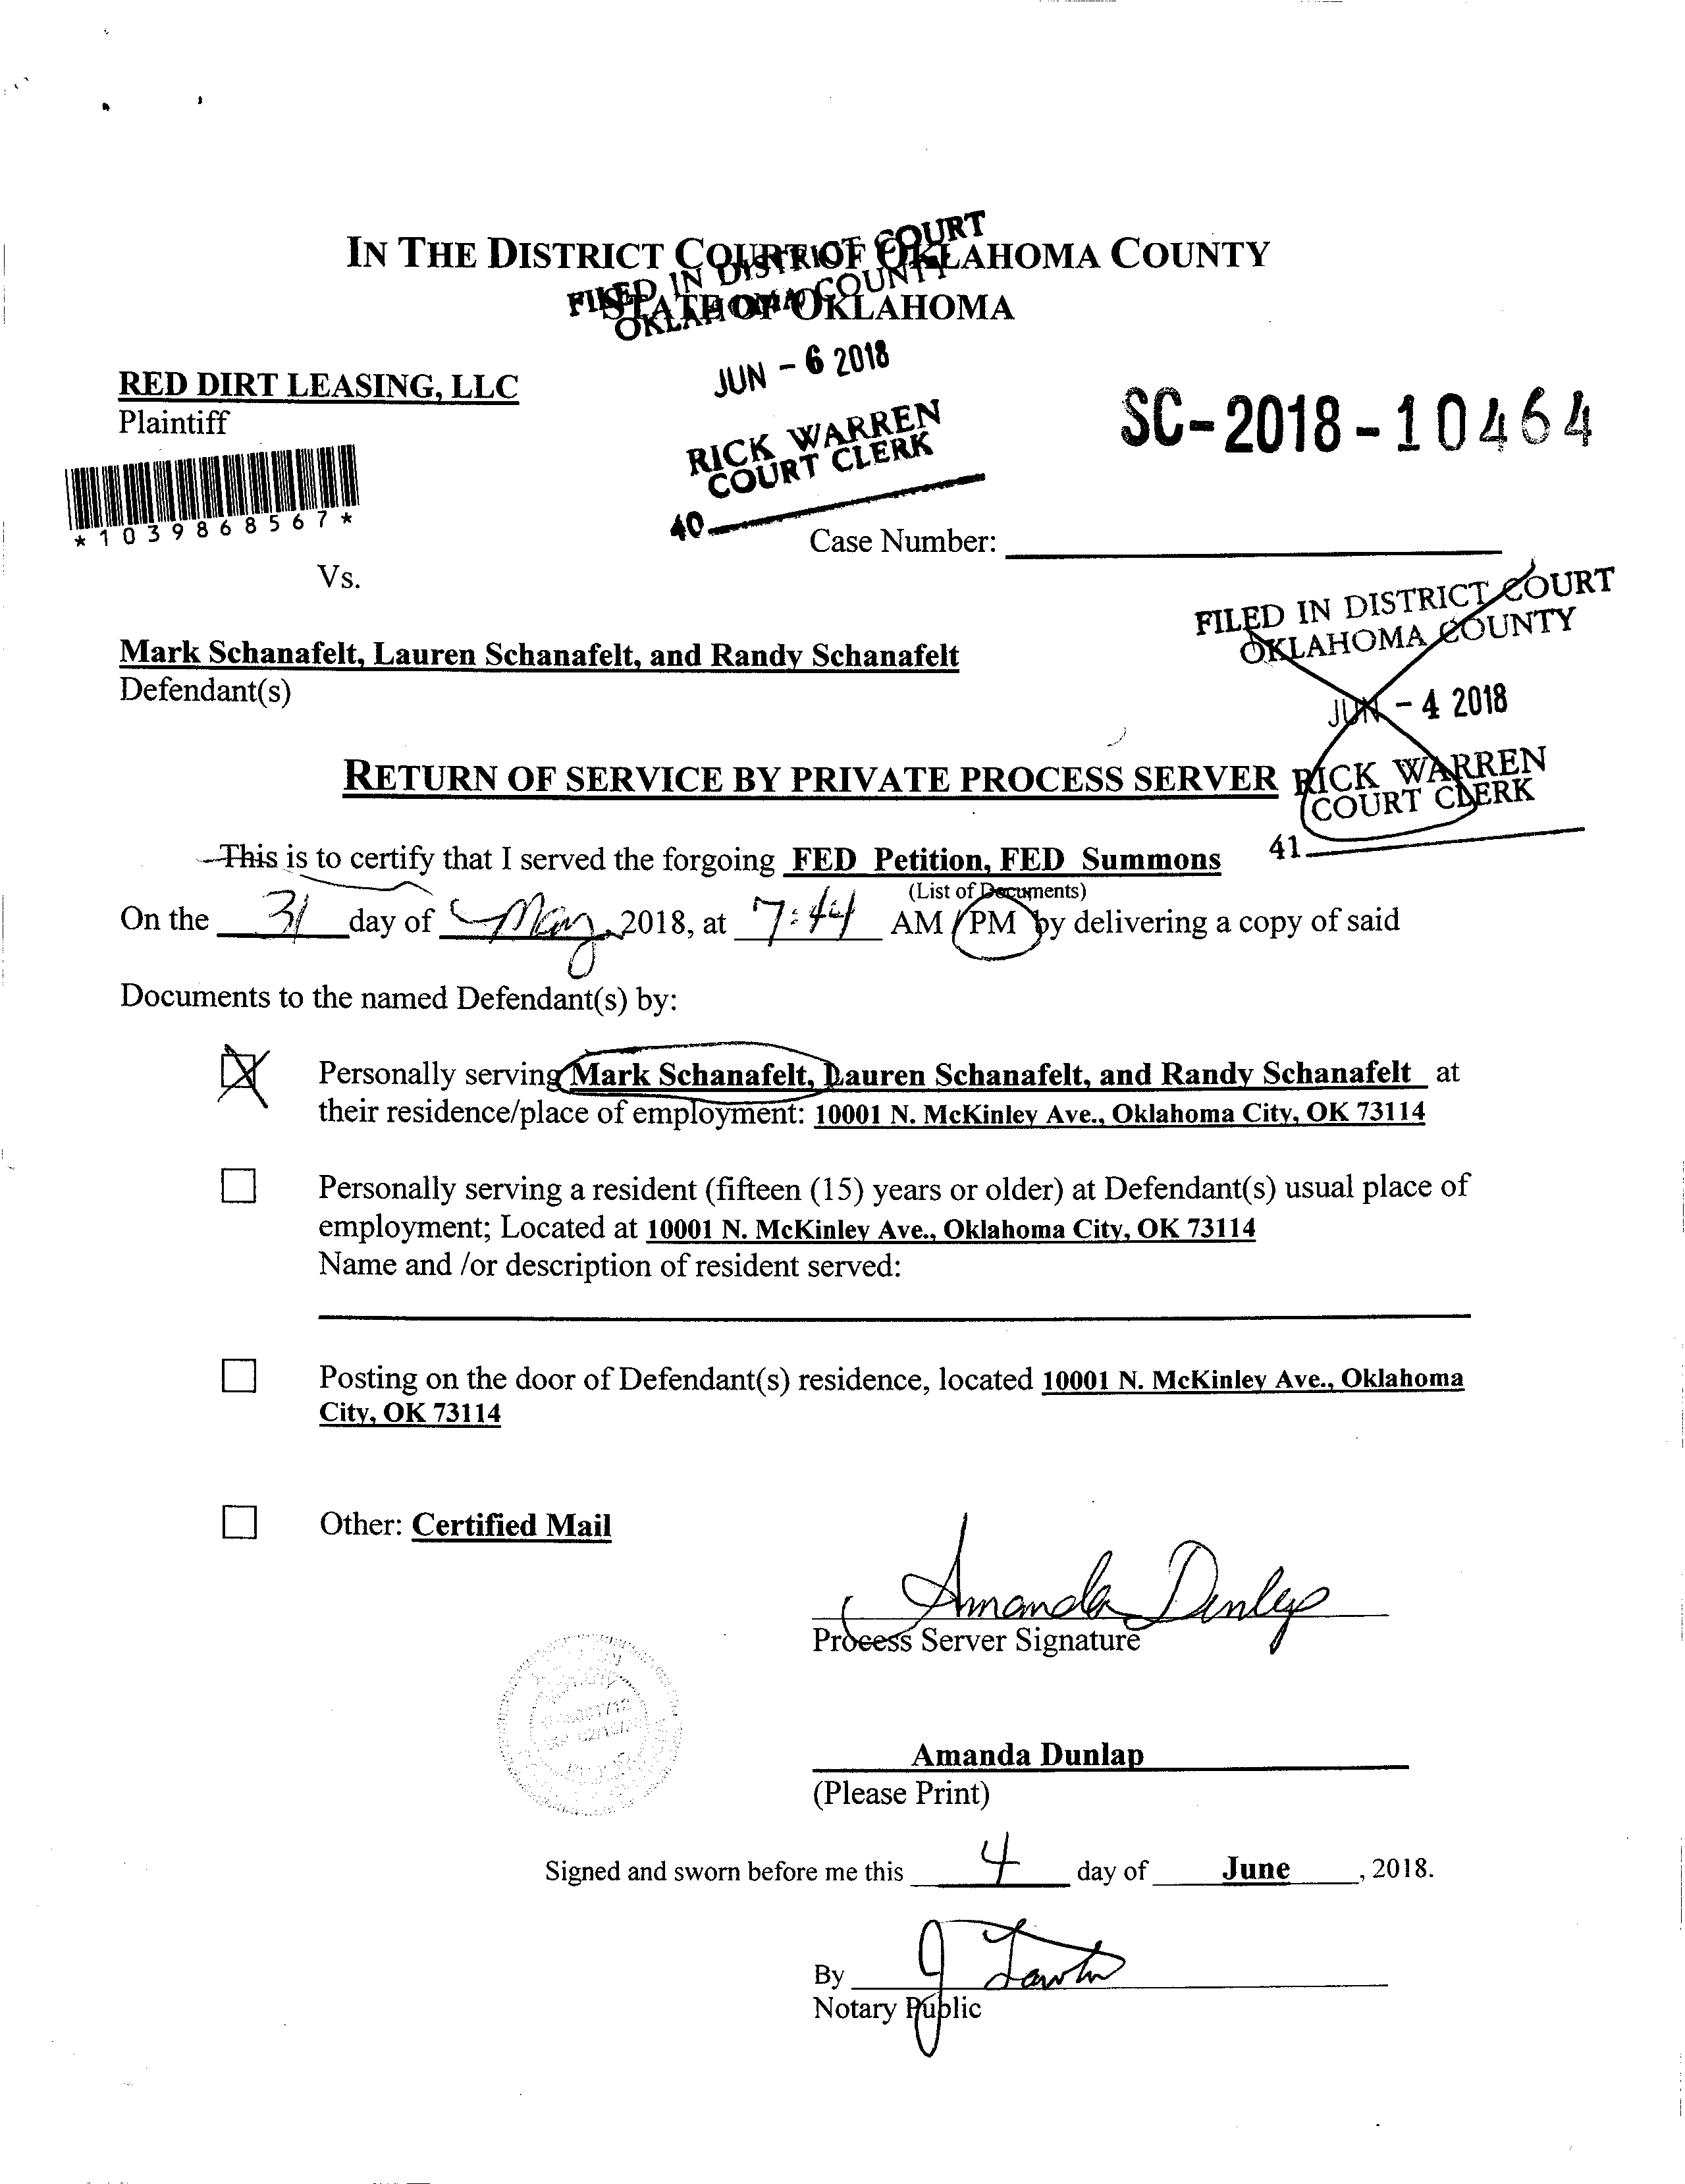 IN THE DISTRICT COURT OF OKLAHOMA COUNTY
STATE OF OKLAHOMA
FILED IN DISTRICT COURT
OKLAHOMA COUNTY
JUN - 6 2018
RICK WARREN
COURT CLERK
40
RED DIRT LEASING, LLC
Plaintiff
SC-2018-10464
*1039868567*
Case Number:
Vs.
FILED IN DISTRICT COURT
OKLAHOMA COUNTY
JUN - 4 2018
RICK WARREN
COURT CLERK
41
Mark Schanafelt, Lauren Schanafelt, and Randy Schanafelt
Defendant(s)
RETURN OF SERVICE BY PRIVATE PROCESS SERVER
This is to certify that I served the forgoing FED Petition, FED Summons
(List of Documents)
On the 31 day of May, 2018, at 7:44 AM / PM by delivering a copy of said
Documents to the named Defendant(s) by:
Personally serving Mark Schanafelt, Lauren Schanafelt, and Randy Schanafelt at
their residence/place of employment: 10001 N. McKinley Ave., Oklahoma City, OK 73114
Personally serving a resident (fifteen (15) years or older) at Defendant(s) usual place of
employment; Located at 10001 N. McKinley Ave., Oklahoma City, OK 73114
Name and /or description of resident served:
Posting on the door of Defendant(s) residence, located 10001 N. McKinley Ave., Oklahoma
City, OK 73114
Other: Certified Mail
Amanda Dunlap
Process Server Signature
Amanda Dunlap
(Please Print)
Signed and sworn before me this 4 day of June, 2018.
By
Notary Public